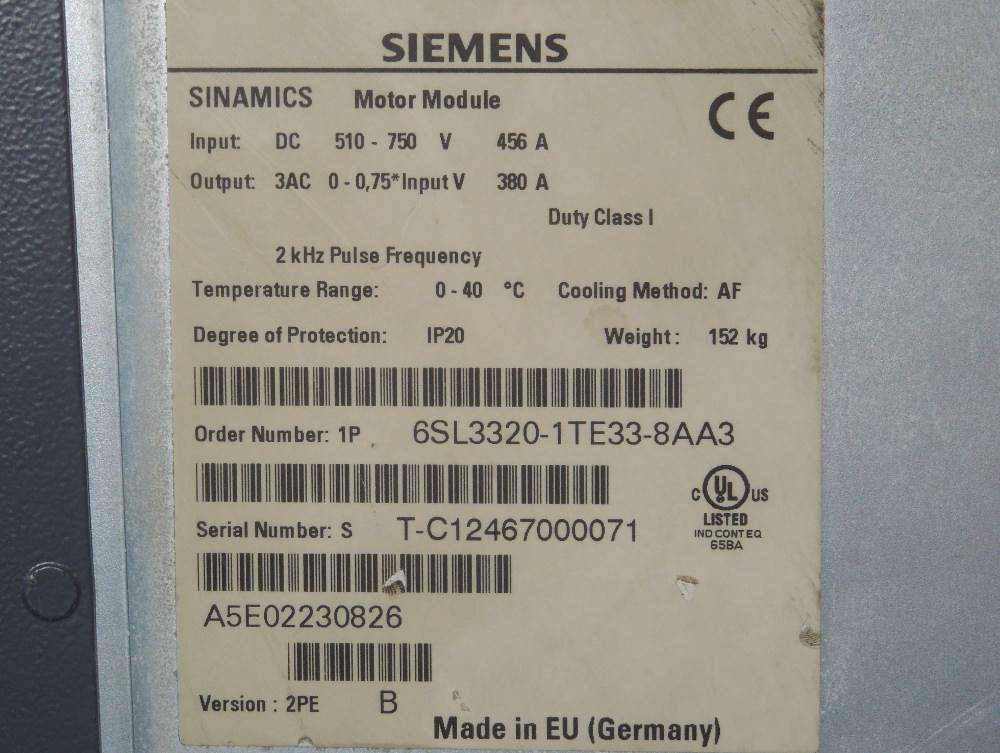 SIEMENS
SINAMICS Motor Module
CE
Input: DC 510 - 750 V 456 A
Output: 3AC 0 - 0,75*Input V 380 A
Duty Class I
2 kHz Pulse Frequency
Temperature Range: 0 - 40 °C Cooling Method: AF
Degree of Protection: IP20 Weight: 152 kg
Order Number: 1P 6SL3320-1TE33-8AA3
C UL US
LISTED
IND CONT EQ
65BA
Serial Number: S T-C12467000071
A5E02230826
Version : 2PE B
Made in EU (Germany)